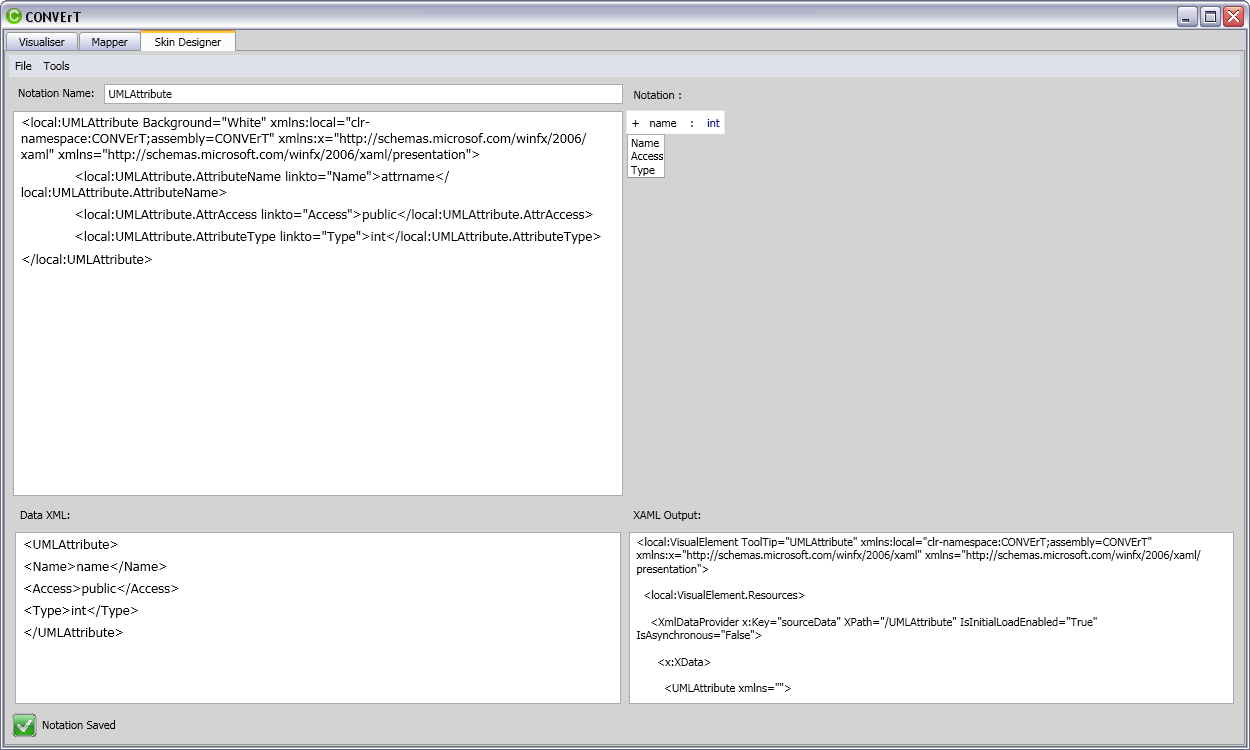 CONVErT
Visualiser Mapper Skin Designer
File Tools
Notation Name: UMLAttribute
<local:UMLAttribute Background="White" xmlns:local="clr-
namespace:CONVErT;assembly=CONVErT" xmlns:x="http://schemas.microsof.com/winfx/2006/
xaml" xmlns="http://schemas.microsoft.com/winfx/2006/xaml/presentation">
<local:UMLAttribute.AttributeName linkto="Name">attrname</
local:UMLAttribute.AttributeName>
<local:UMLAttribute.AttrAccess linkto="Access">public</local:UMLAttribute.AttrAccess>
<local:UMLAttribute.AttributeType linkto="Type">int</local:UMLAttribute.AttributeType>
</local:UMLAttribute>
Notation :
+ name : int
Name
Access
Type
Data XML:
<UMLAttribute>
<Name>name</Name>
<Access>public</Access>
<Type>int</Type>
</UMLAttribute>
XAML Output:
<local:VisualElement ToolTip="UMLAttribute" xmlns:local="clr-namespace:CONVErT;assembly=CONVErT"
xmlns:x="http://schemas.microsoft.com/winfx/2006/xaml" xmlns="http://schemas.microsoft.com/winfx/2006/xaml/
presentation">
<local:VisualElement.Resources>
<XmlDataProvider x:Key="sourceData" XPath="/UMLAttribute" IsInitialLoadEnabled="True"
IsAsynchronous="False">
<x:XData>
<UMLAttribute xmlns="">
Notation Saved